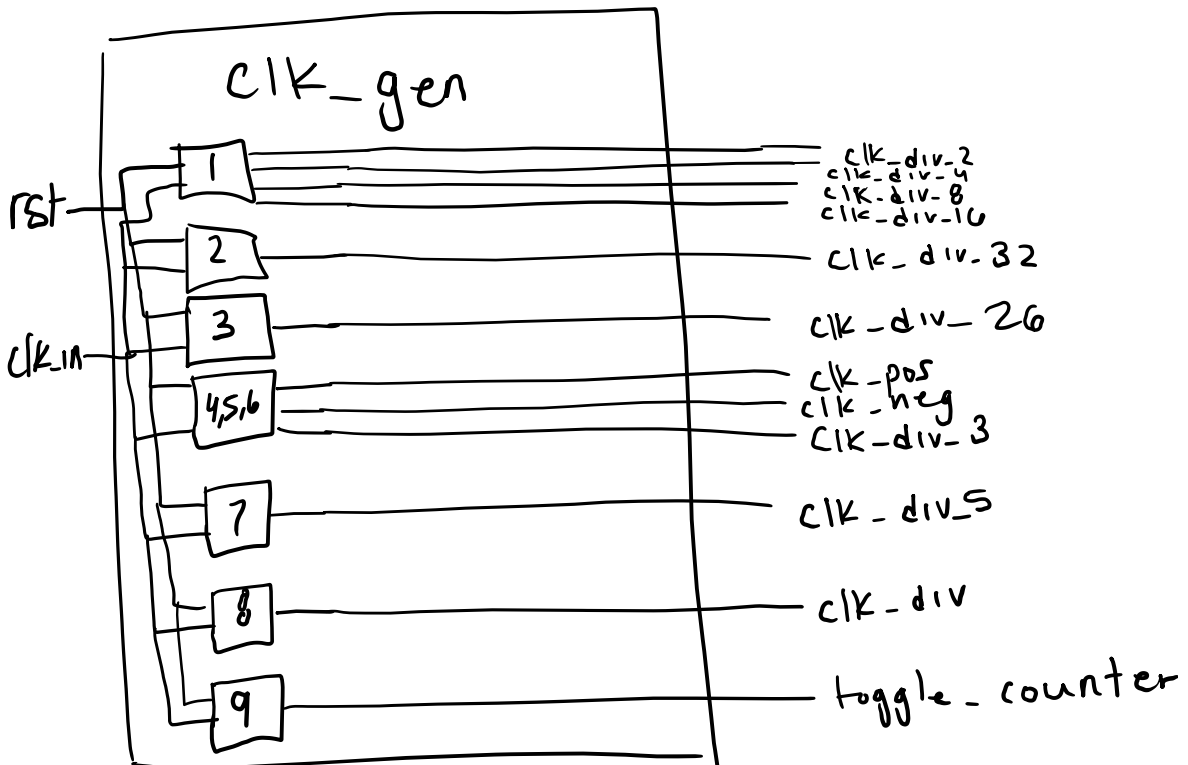 clk_gen
1
clk_div_2
clk_div_4
clk_div_8
clk_div_16
rst
2
clk_div_32
3
clk_div_26
clk_in
4,5,6
clk_pos
clk_neg
clk_div_3
7
clk_div_5
8
clk_div
9
toggle_counter